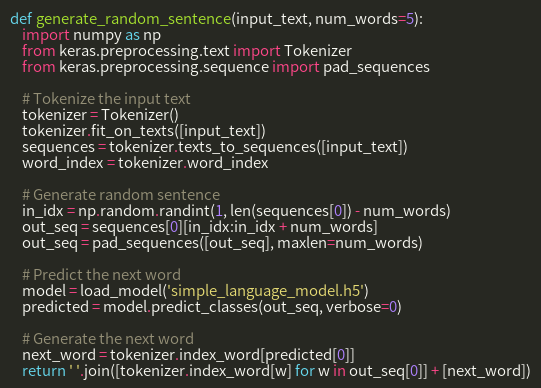 def generate_random_sentence(input_text, num_words=5):
import numpy as np
from keras.preprocessing.text import Tokenizer
from keras.preprocessing.sequence import pad_sequences
# Tokenize the input text
tokenizer = Tokenizer()
tokenizer.fit_on_texts([input_text])
sequences = tokenizer.texts_to_sequences([input_text])
word_index = tokenizer.word_index
# Generate random sentence
in_idx = np.random.randint(1, len(sequences[0]) - num_words)
out_seq = sequences[0][in_idx:in_idx + num_words]
out_seq = pad_sequences([out_seq], maxlen=num_words)
# Predict the next word
model = load_model('simple_language_model.h5')
predicted = model.predict_classes(out_seq, verbose=0)
# Generate the next word
next_word = tokenizer.index_word[predicted[0]]
return ' '.join([tokenizer.index_word[w] for w in out_seq[0]] + [next_word])